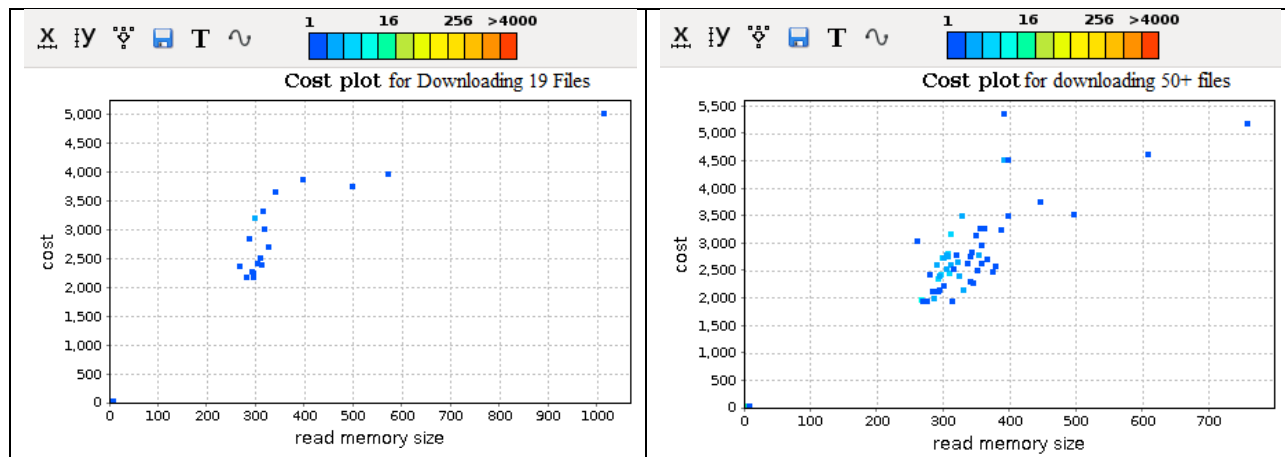 x y T
1 16 256 >4000
Cost plot for Downloading 19 Files
5,000
4,500
4,000
3,500
3,000
2,500
2,000
1,500
1,000
500
0
cost
0 100 200 300 400 500 600 700 800 900 1000
read memory size
x y T
1 16 256 >4000
Cost plot for downloading 50+ files
5,500
5,000
4,500
4,000
3,500
3,000
2,500
2,000
1,500
1,000
500
0
cost
0 100 200 300 400 500 600 700
read memory size